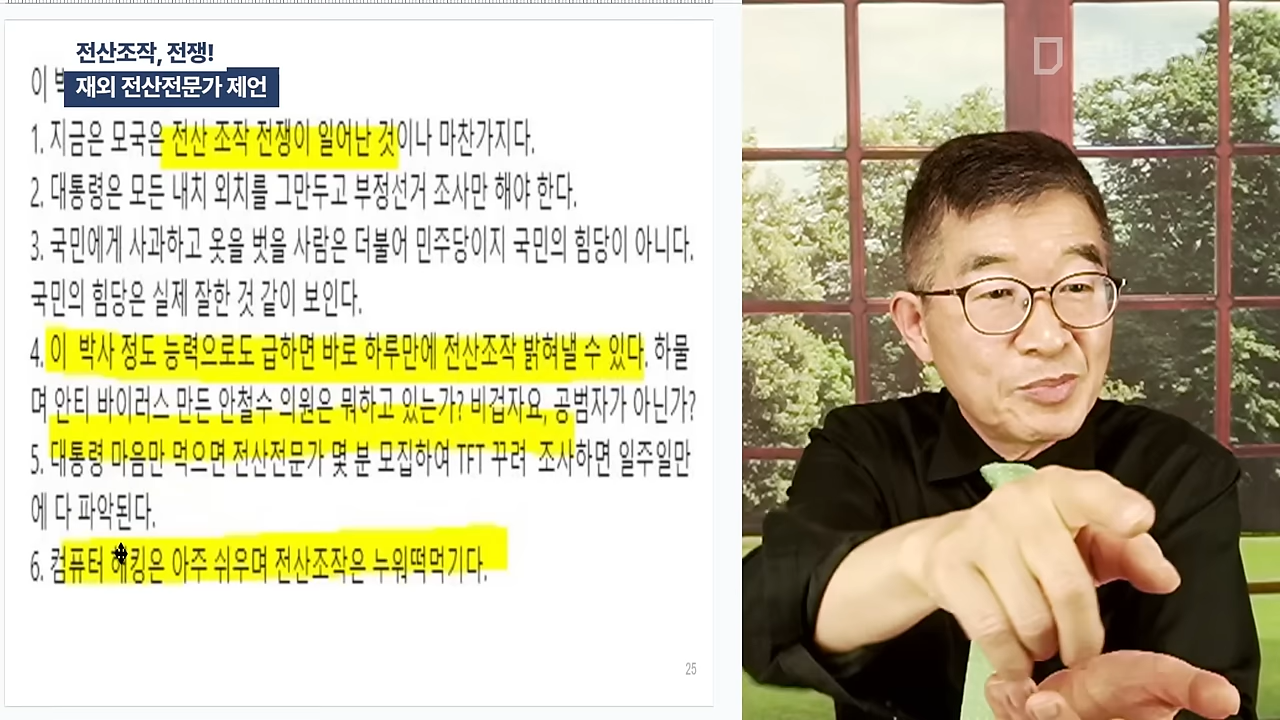 전산조작, 전쟁!
재외 전산전문가 제언
이
1. 지금은 모국은 전산 조작 전쟁이 일어난 것이나 마찬가지다.
2. 대통령은 모든 내치 외치를 그만두고 부정선거 조사만 해야 한다.
3. 국민에게 사과하고 옷을 벗을 사람은 더불어 민주당이지 국민의 힘당이 아니다.
국민의 힘당은 실제 잘한 것 같이 보인다.
4. 이 박사 정도 능력으로도 급하면 바로 하루만에 전산조작 밝혀낼 수 있다. 하물
며 안티 바이러스 만든 안철수 의원은 뭐하고 있는가? 비겁자요, 공범자가 아닌가?
5. 대통령 마음만 먹으면 전산전문가 몇 분 모집하여 TFT 꾸려 조사하면 일주일만
에 다 파악된다.
6. 컴퓨터 해킹은 아주 쉬우며 전산조작은 누워떡먹기다.
25